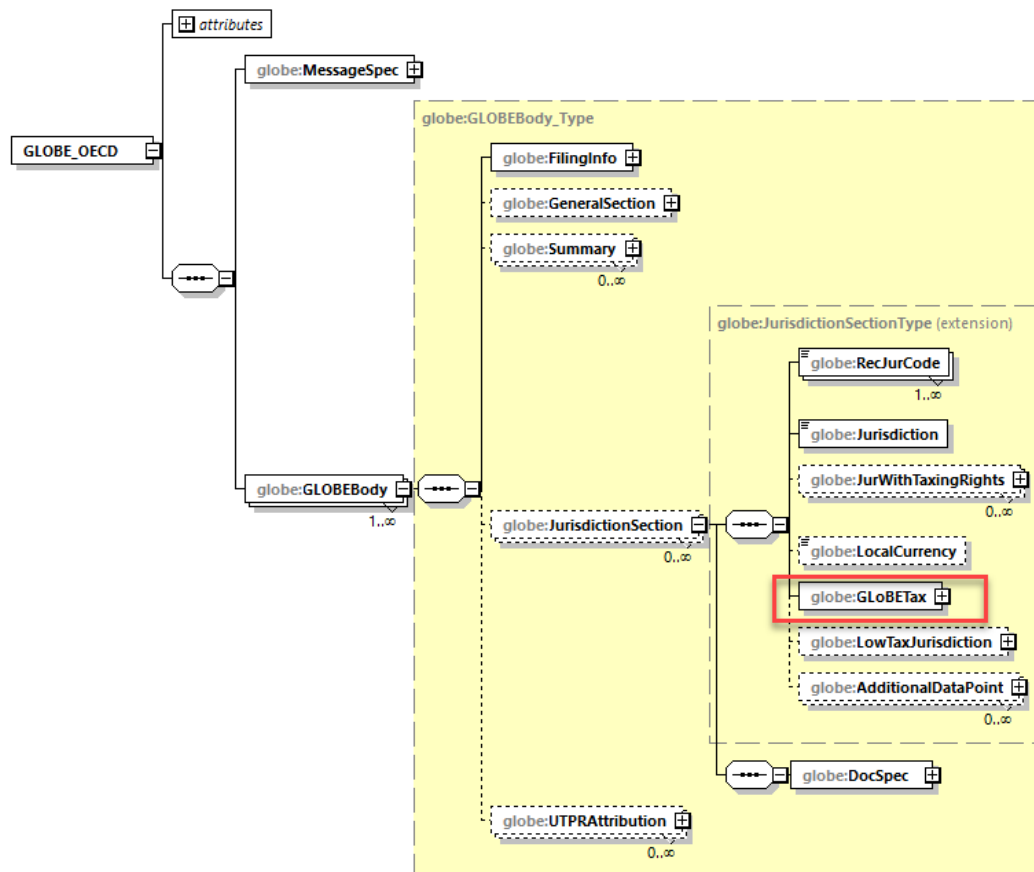 attributes
globe:MessageSpec
globe:GLOBEBody_Type
GLOBE_OECD
globe:FilingInfo
globe:GeneralSection
globe:Summary
0..∞
globe:JurisdictionSectionType (extension)
globe:RecJurCode
1..∞
globe:Jurisdiction
globe:JurWithTaxingRights
0..∞
globe:GLOBEBody
1..∞
globe:JurisdictionSection
0..∞
globe:LocalCurrency
globe:GLoBETax
globe:LowTaxJurisdiction
globe:AdditionalDataPoint
0..∞
globe:DocSpec
globe:UTPRAttribution
0..∞